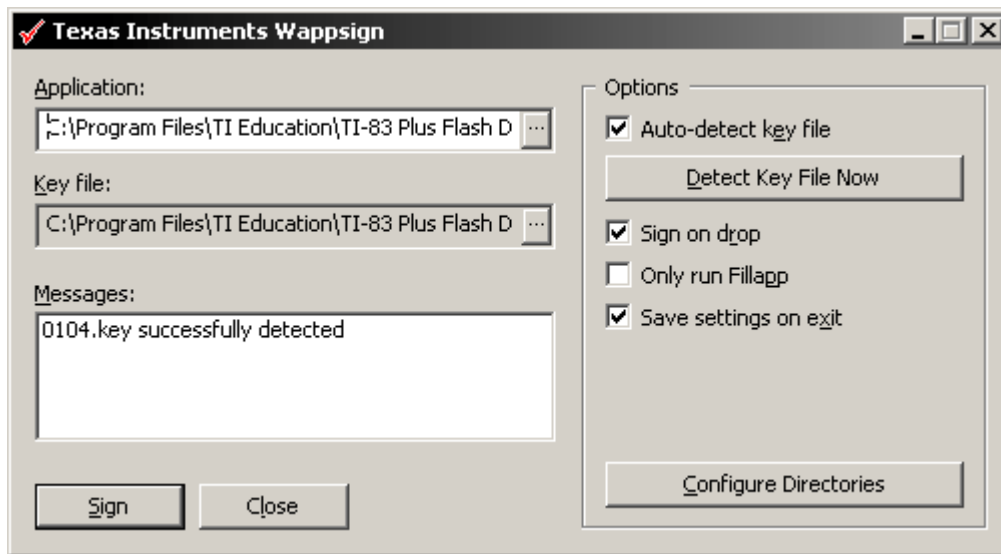 Texas Instruments Wappsign
Application:
C:\Program Files\TI Education\TI-83 Plus Flash D
...
Key file:
C:\Program Files\TI Education\TI-83 Plus Flash D
...
Messages:
0104.key successfully detected
Sign
Close
Options
Auto-detect key file
Detect Key File Now
Sign on drop
Only run Fillapp
Save settings on exit
Configure Directories